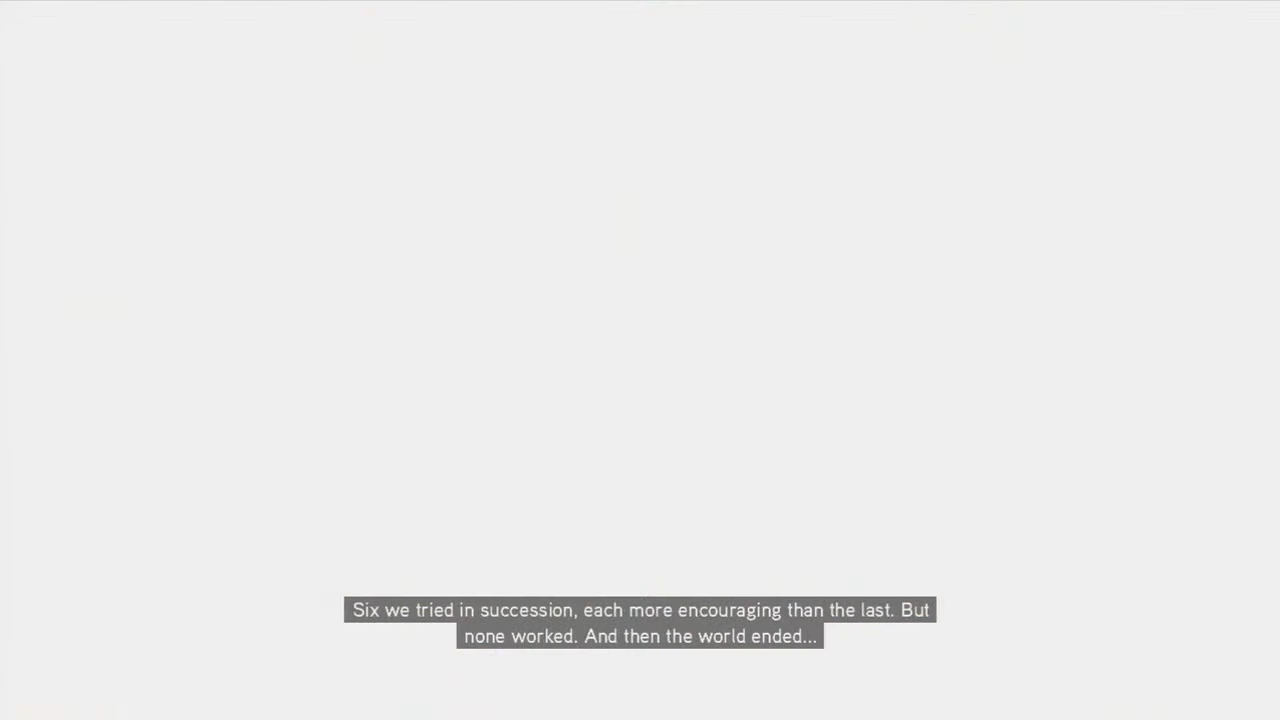 Six we tried in succession, each more encouraging than the last. But
none worked. And then the world ended...